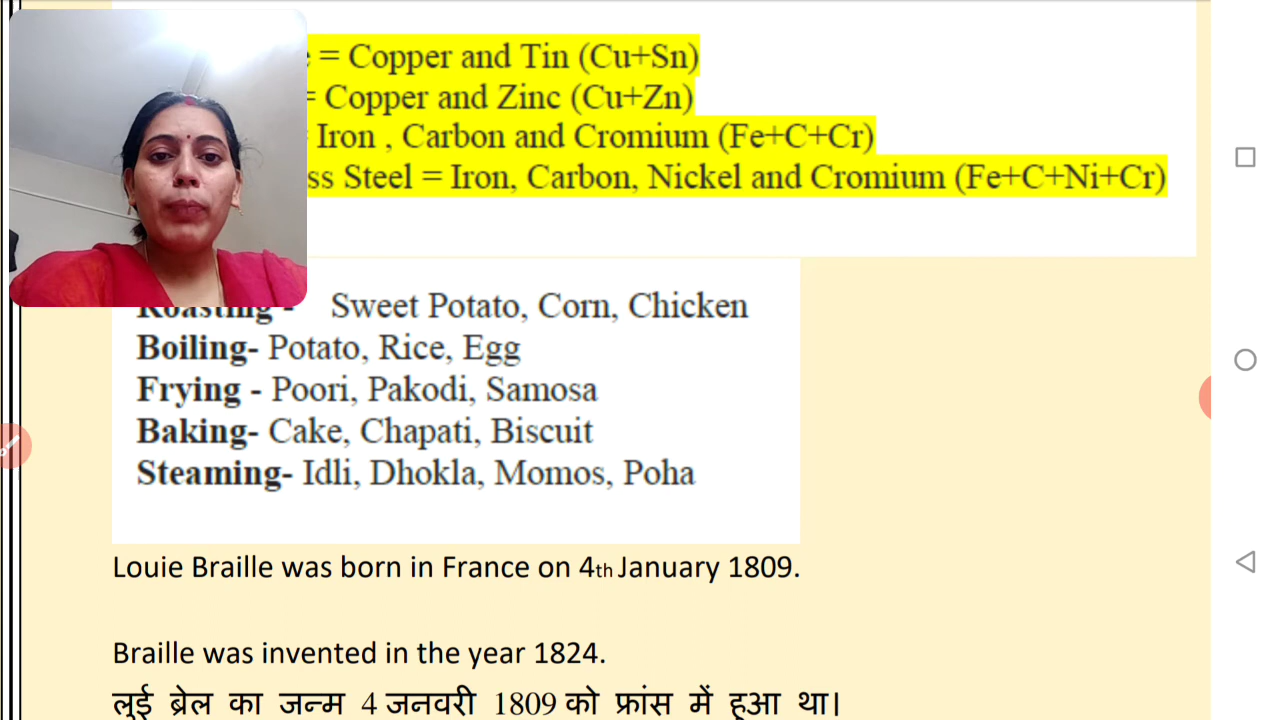 = Copper and Tin (Cu+Sn)
= Copper and Zinc (Cu+Zn)
Iron , Carbon and Cromium (Fe+C+Cr)
ss Steel = Iron, Carbon, Nickel and Cromium (Fe+C+Ni+Cr)
Roasting - Sweet Potato, Corn, Chicken
Boiling- Potato, Rice, Egg
Frying - Poori, Pakodi, Samosa
Baking- Cake, Chapati, Biscuit
Steaming- Idli, Dhokla, Momos, Poha
Louie Braille was born in France on 4th January 1809.
Braille was invented in the year 1824.
लुई ब्रेल का जन्म 4 जनवरी 1809 को फ्रांस में हुआ था।